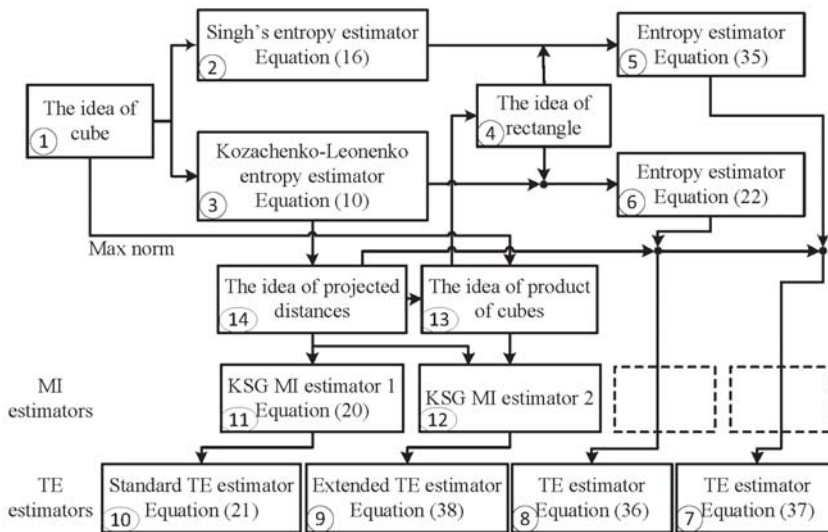 Singh's entropy estimator
Equation (16)
2
Entropy estimator
Equation (35)
5
The idea of
cube
1
The idea of
rectangle
4
Kozachenko-Leonenko
entropy estimator
Equation (10)
3
Entropy estimator
Equation (22)
6
Max norm
The idea of projected
distances
14
The idea of product
of cubes
13
MI
estimators
KSG MI estimator 1
Equation (20)
11
KSG MI estimator 2
12
TE
estimators
Standard TE estimator
Equation (21)
10
Extended TE estimator
Equation (38)
9
TE estimator
Equation (36)
8
TE estimator
Equation (37)
7